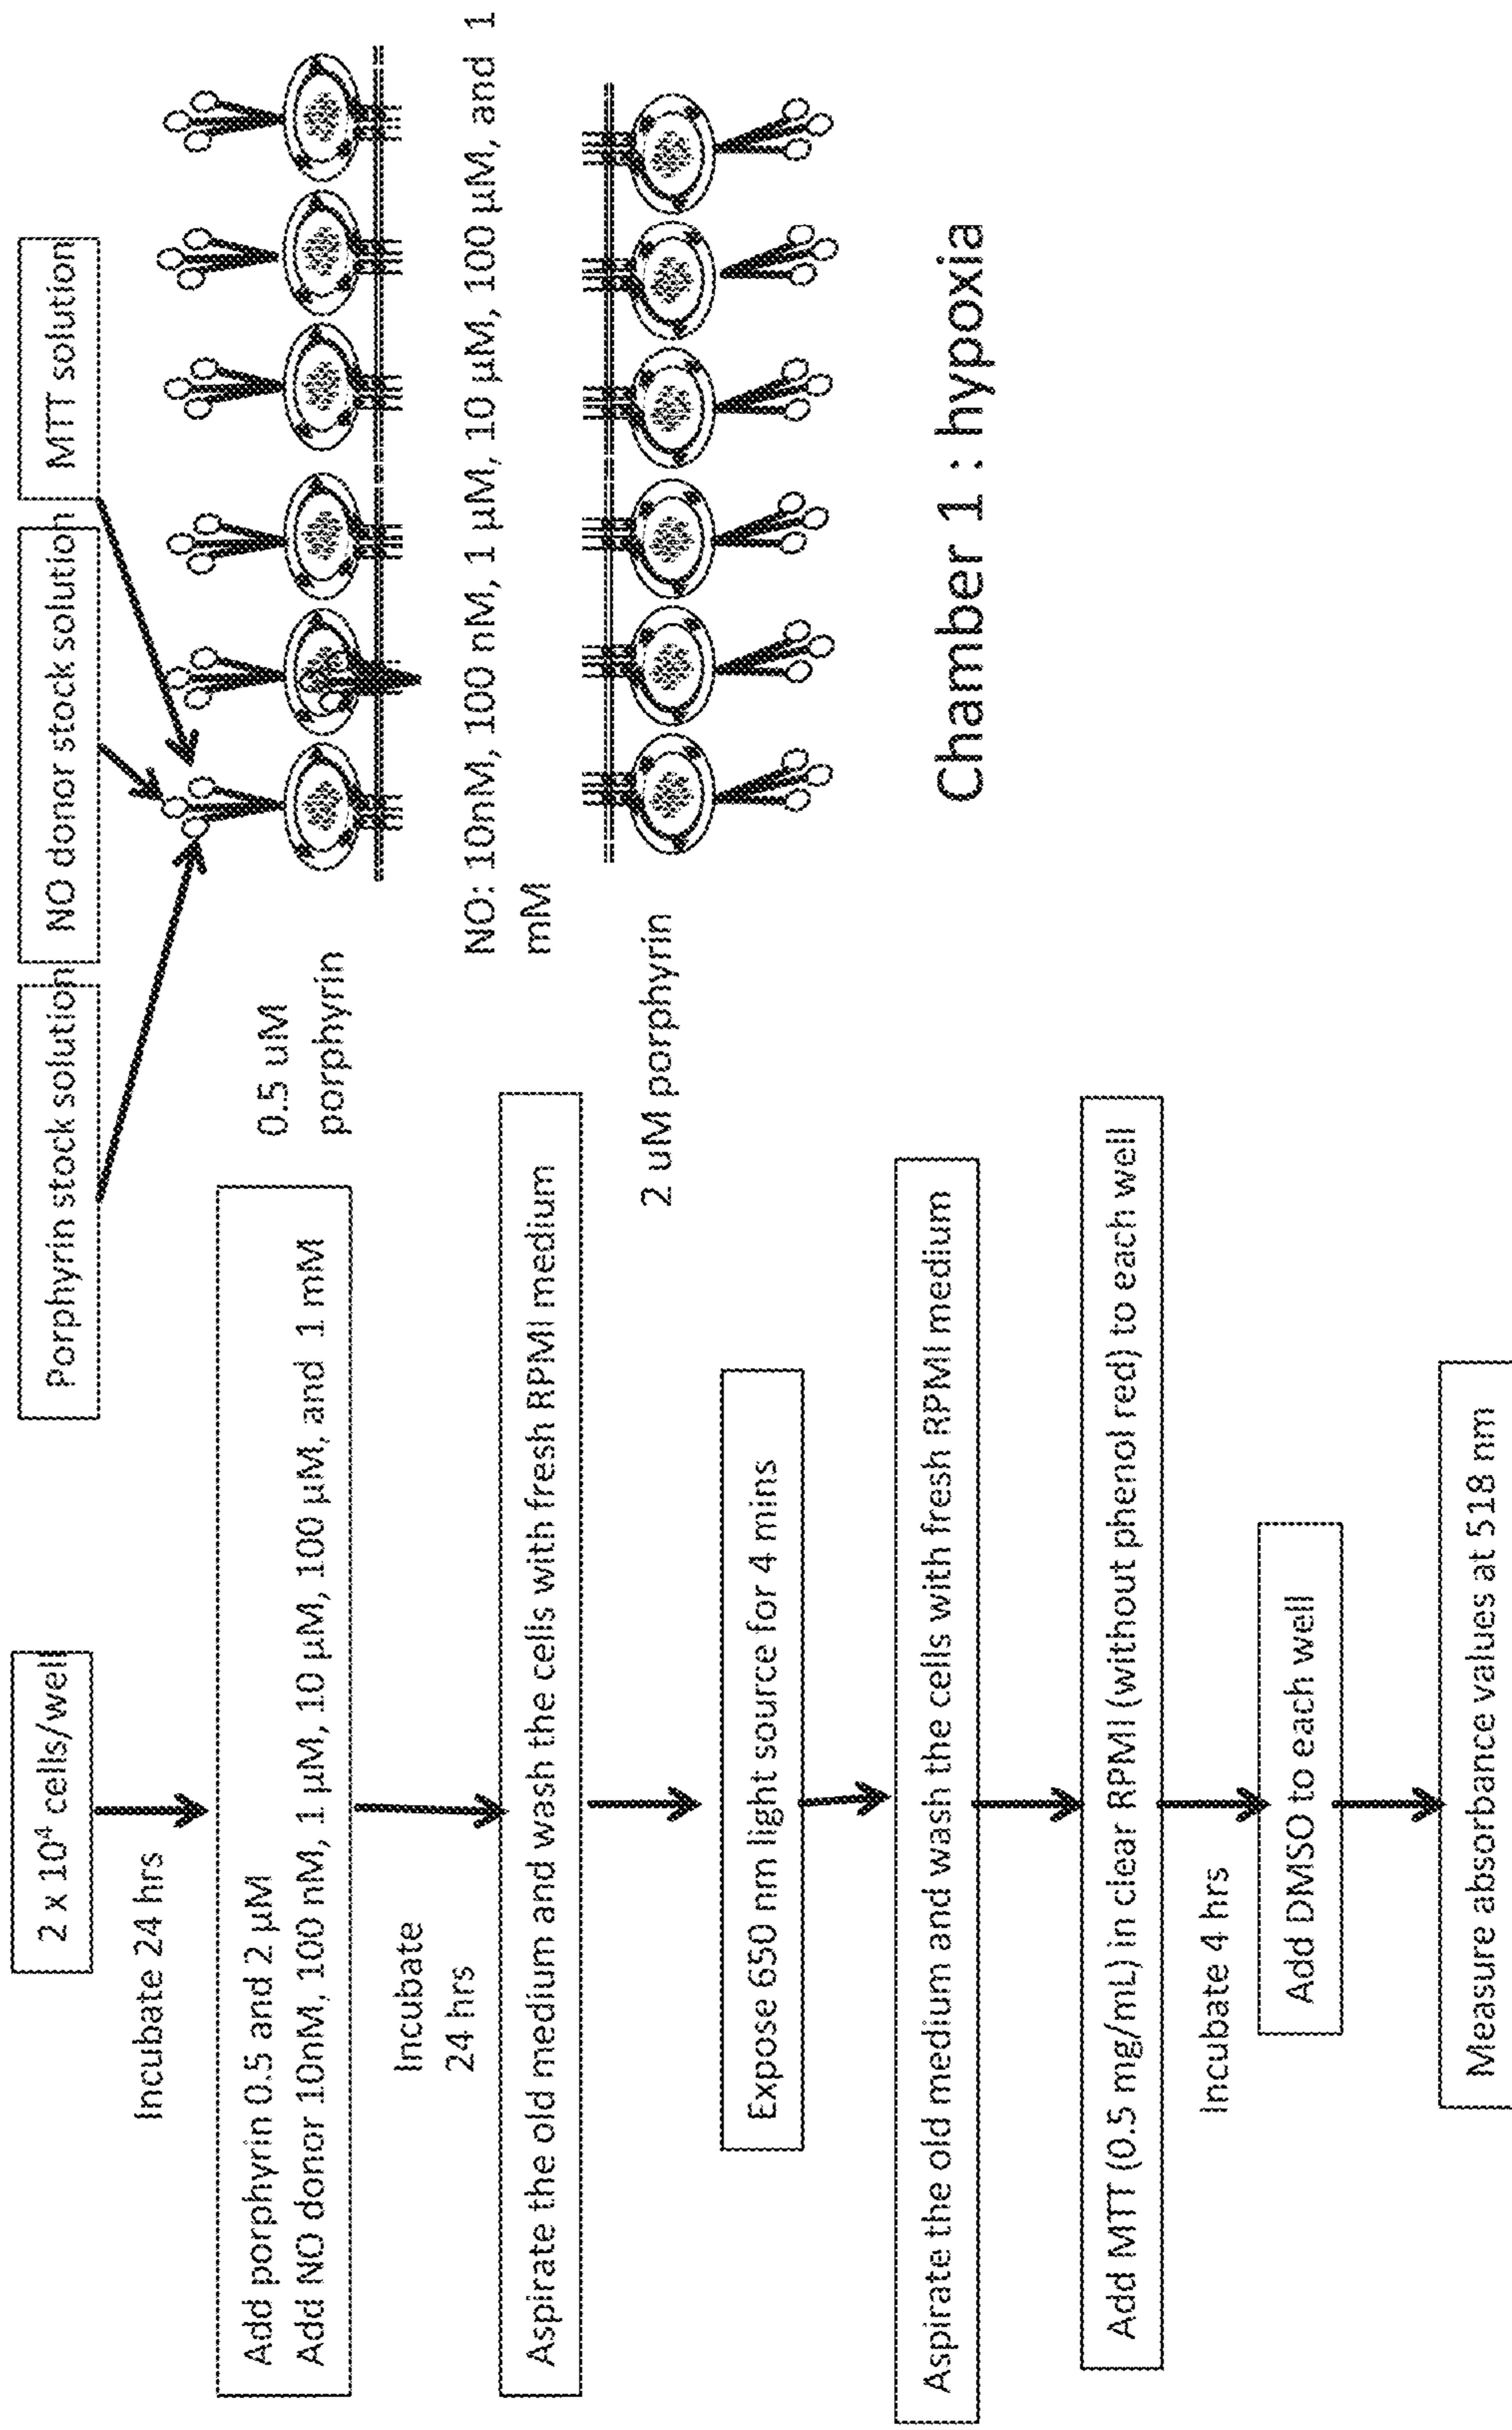 2 x 10⁴ cells/well
Incubate 24 hrs
Add porphyrin 0.5 and 2 µM
Add NO donor 10nM, 100 nM, 1 µM, 10 µM, 100 µM, and 1 mM
Incubate
24 hrs
Aspirate the old medium and wash the cells with fresh RPMI medium
Expose 650 nm light source for 4 mins
Aspirate the old medium and wash the cells with fresh RPMI medium
Add MTT (0.5 mg/mL) in clear RPMI (without phenol red) to each well
Incubate 4 hrs
Add DMSO to each well
Measure absorbance values at 518 nm
Porphyrin stock solution
NO donor stock solution
MTT solution
0.5 uM
porphyrin
NO: 10nM, 100 nM, 1 µM, 10 µM, 100 µM, and 1
mM
2 uM porphyrin
Chamber 1 : hypoxia